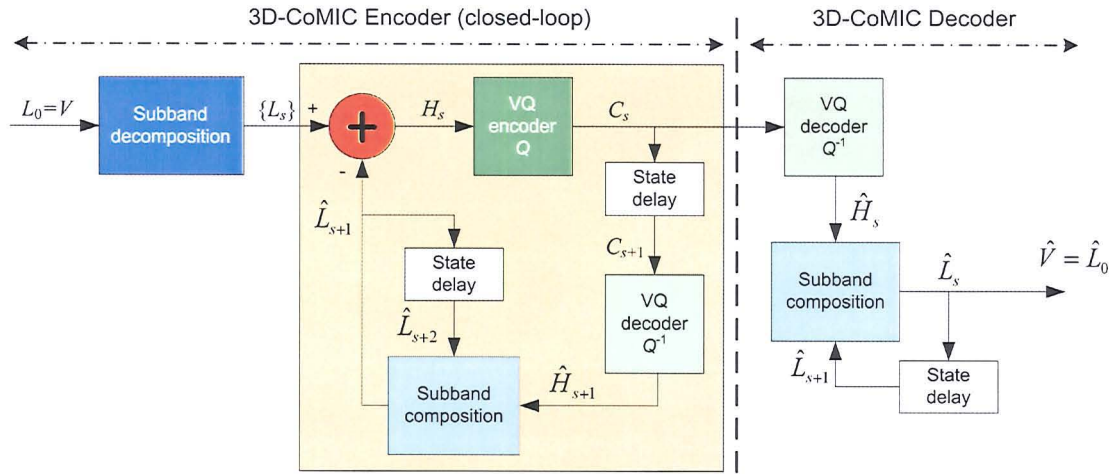 3D-CoMIC Encoder (closed-loop)
3D-CoMIC Decoder
L₀=V
Subband
decomposition
{Lₛ}
+
+
-
Hₛ
VQ
encoder
Q
Cₛ
State
delay
Cₛ₊₁
VQ
decoder
Q⁻¹
Ĥₛ₊₁
L̂ₛ₊₁
State
delay
L̂ₛ₊₂
Subband
composition
VQ
decoder
Q⁻¹
Ĥₛ
Subband
composition
L̂ₛ
V̂ = L̂₀
L̂ₛ₊₁
State
delay